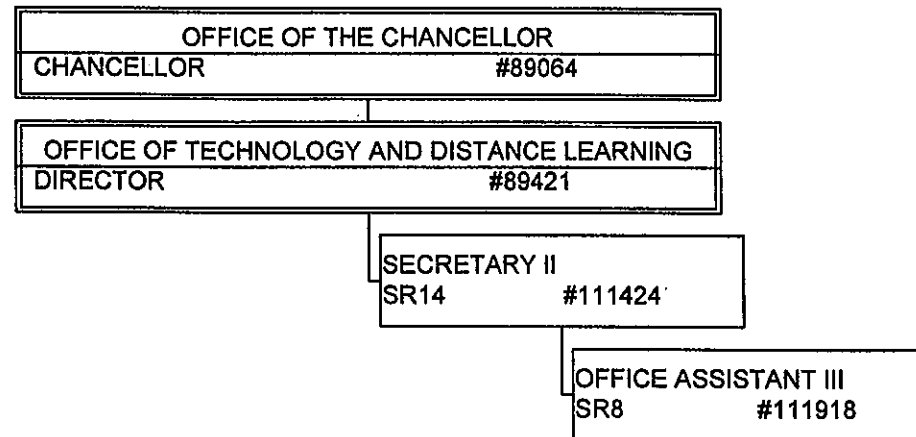 OFFICE OF THE CHANCELLOR
CHANCELLOR #89064
OFFICE OF TECHNOLOGY AND DISTANCE LEARNING
DIRECTOR #89421
SECRETARY II
SR14 #111424
OFFICE ASSISTANT III
SR8 #111918